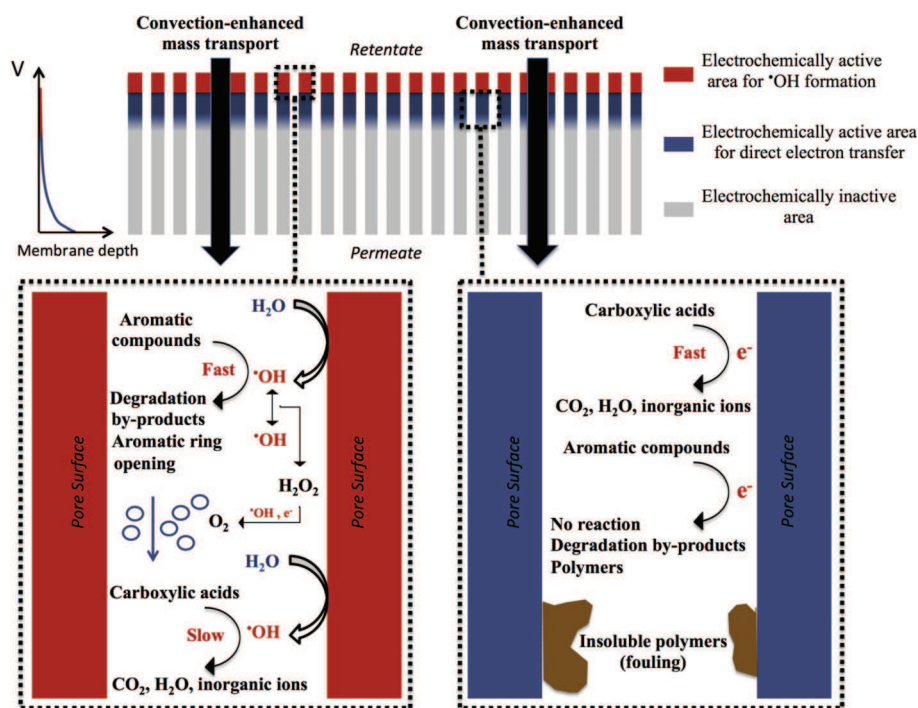 Convection-enhanced
mass transport
Retentate
Convection-enhanced
mass transport
V
Membrane depth
Permeate
Electrochemically active
area for •OH formation
Electrochemically active area
for direct electron transfer
Electrochemically inactive
area
Pore Surface
Pore Surface
H₂O
Aromatic
compounds
Fast
•OH
Degradation
by-products
Aromatic ring
opening
•OH
H₂O₂
•OH , e⁻
O₂
H₂O
Carboxylic acids
Slow
•OH
CO₂, H₂O, inorganic ions
Pore Surface
Pore Surface
Carboxylic acids
Fast
e⁻
CO₂, H₂O, inorganic ions
Aromatic compounds
e⁻
No reaction
Degradation by-products
Polymers
Insoluble polymers
(fouling)